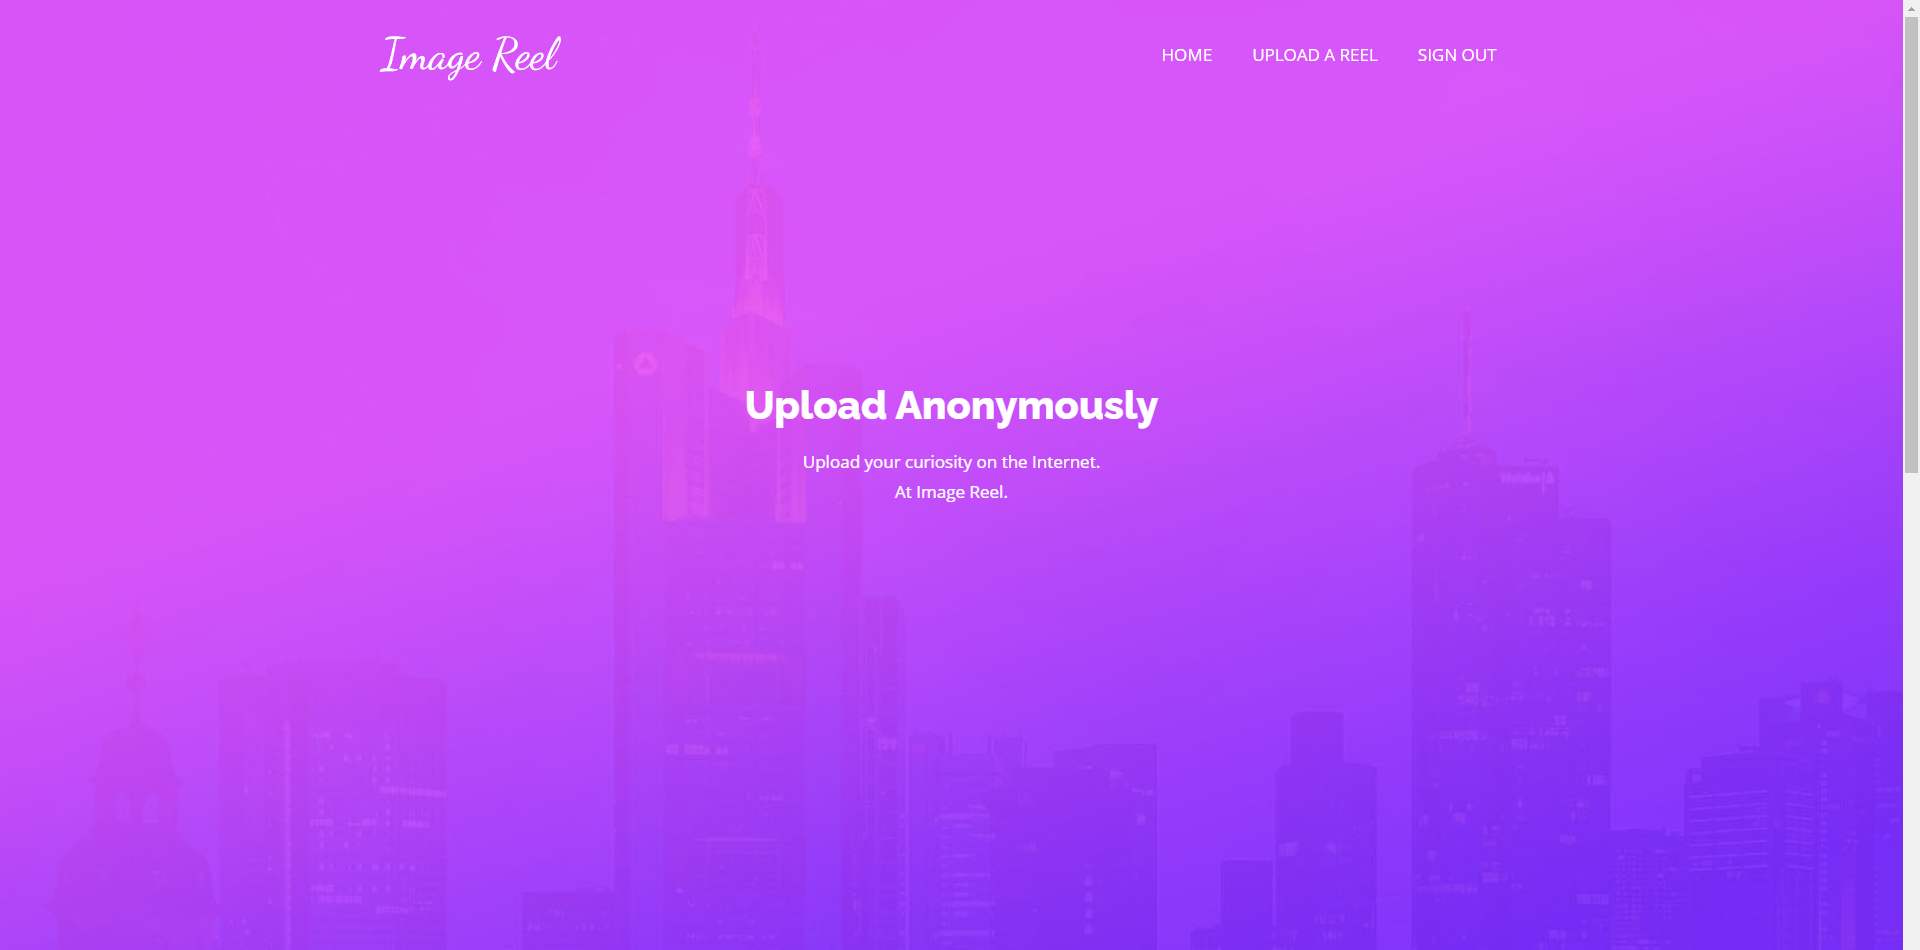 Image Reel
HOME UPLOAD A REEL SIGN OUT
Upload Anonymously
Upload your curiosity on the Internet.
At Image Reel.